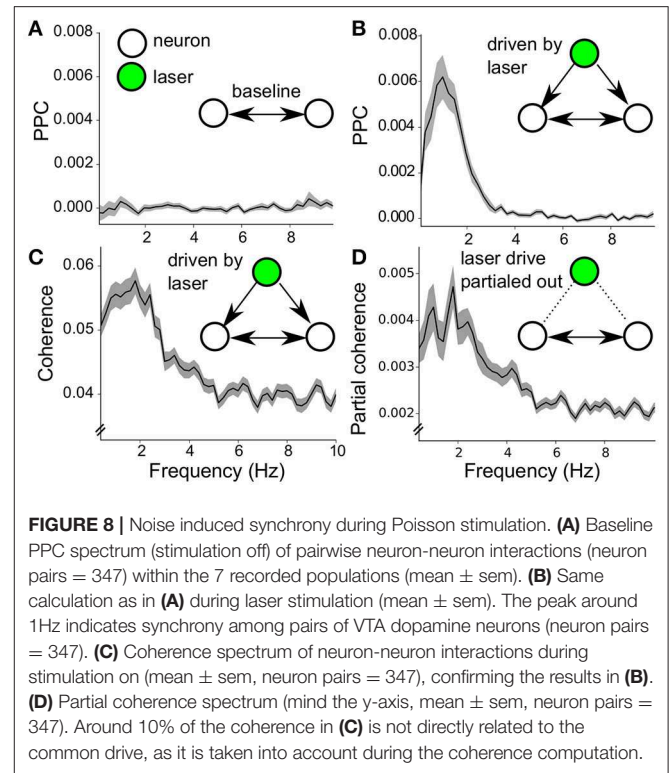 A
neuron
laser
baseline
PPC
0.008
0.006
0.004
0.002
0.000
2 4 6 8
B
driven by
laser
PPC
0.008
0.006
0.004
0.002
0.000
2 4 6 8
C
driven by
laser
Coherence
0.06
0.05
0.04
2 4 6 8 10
Frequency (Hz)
D
laser drive
partialed out
Partial coherence
0.005
0.004
0.003
0.002
2 4 6 8
Frequency (Hz)
FIGURE 8 | Noise induced synchrony during Poisson stimulation. (A) Baseline
PPC spectrum (stimulation off) of pairwise neuron-neuron interactions (neuron
pairs = 347) within the 7 recorded populations (mean ± sem). (B) Same
calculation as in (A) during laser stimulation (mean ± sem). The peak around
1Hz indicates synchrony among pairs of VTA dopamine neurons (neuron pairs
= 347). (C) Coherence spectrum of neuron-neuron interactions during
stimulation on (mean ± sem, neuron pairs = 347), confirming the results in (B).
(D) Partial coherence spectrum (mind the y-axis, mean ± sem, neuron pairs =
347). Around 10% of the coherence in (C) is not directly related to the
common drive, as it is taken into account during the coherence computation.